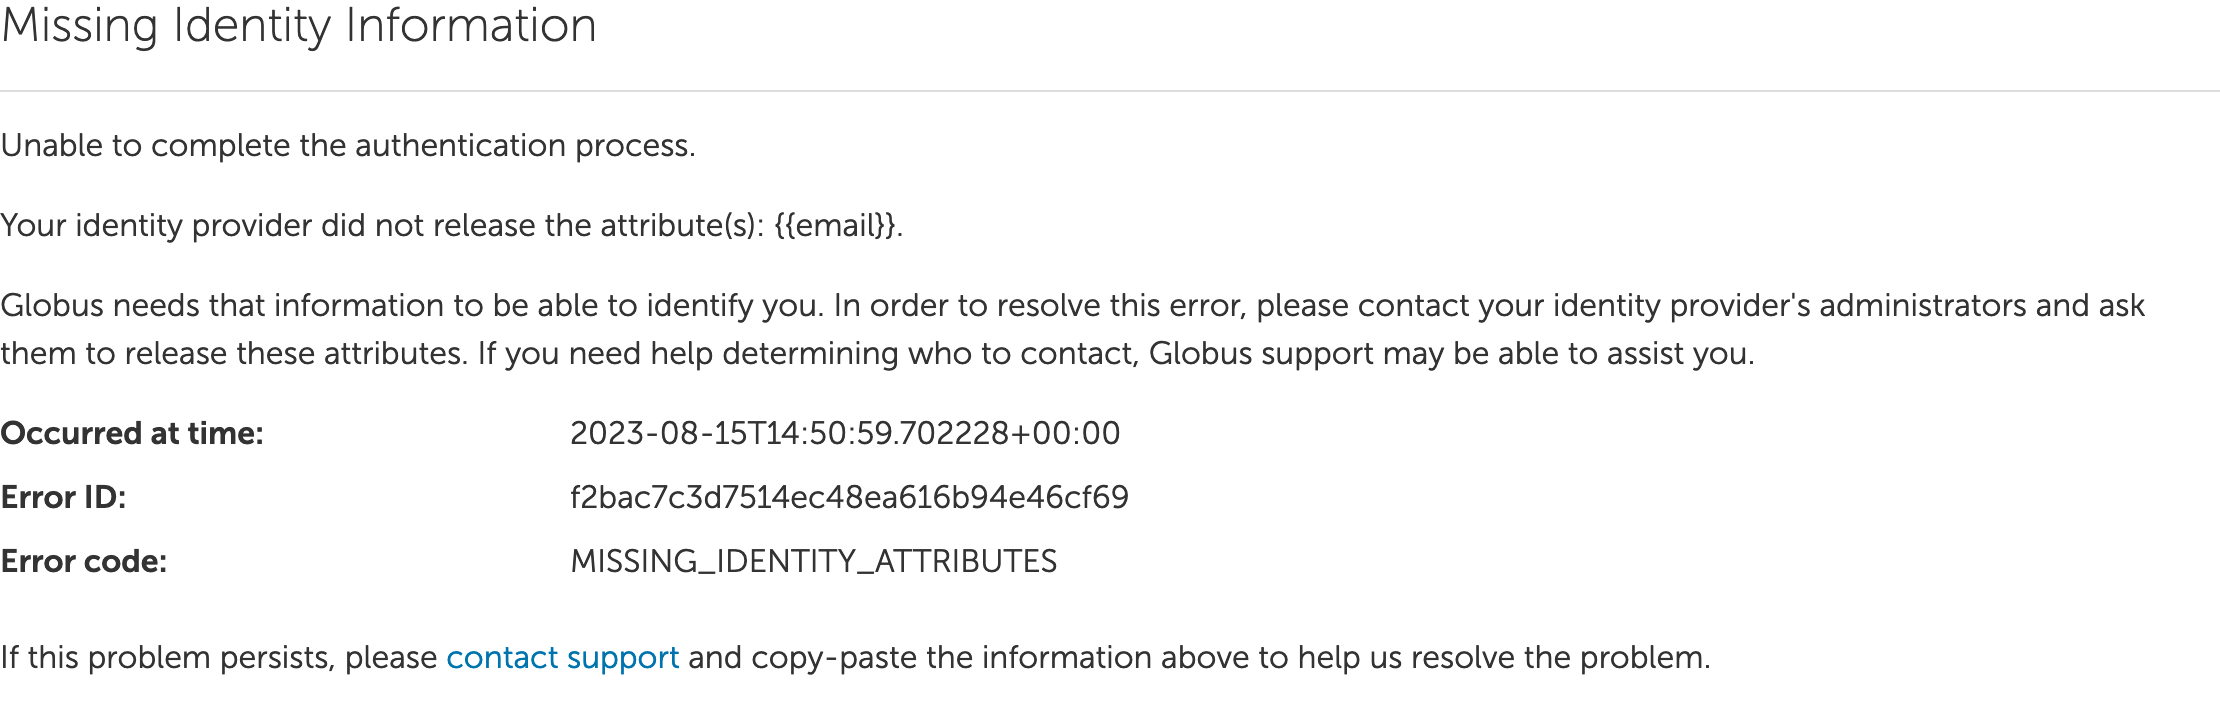 Missing Identity Information
Unable to complete the authentication process.
Your identity provider did not release the attribute(s): {{email}}.
Globus needs that information to be able to identify you. In order to resolve this error, please contact your identity provider's administrators and ask
them to release these attributes. If you need help determining who to contact, Globus support may be able to assist you.
Occurred at time: 2023-08-15T14:50:59.702228+00:00
Error ID: f2bac7c3d7514ec48ea616b94e46cf69
Error code: MISSING_IDENTITY_ATTRIBUTES
If this problem persists, please contact support and copy-paste the information above to help us resolve the problem.